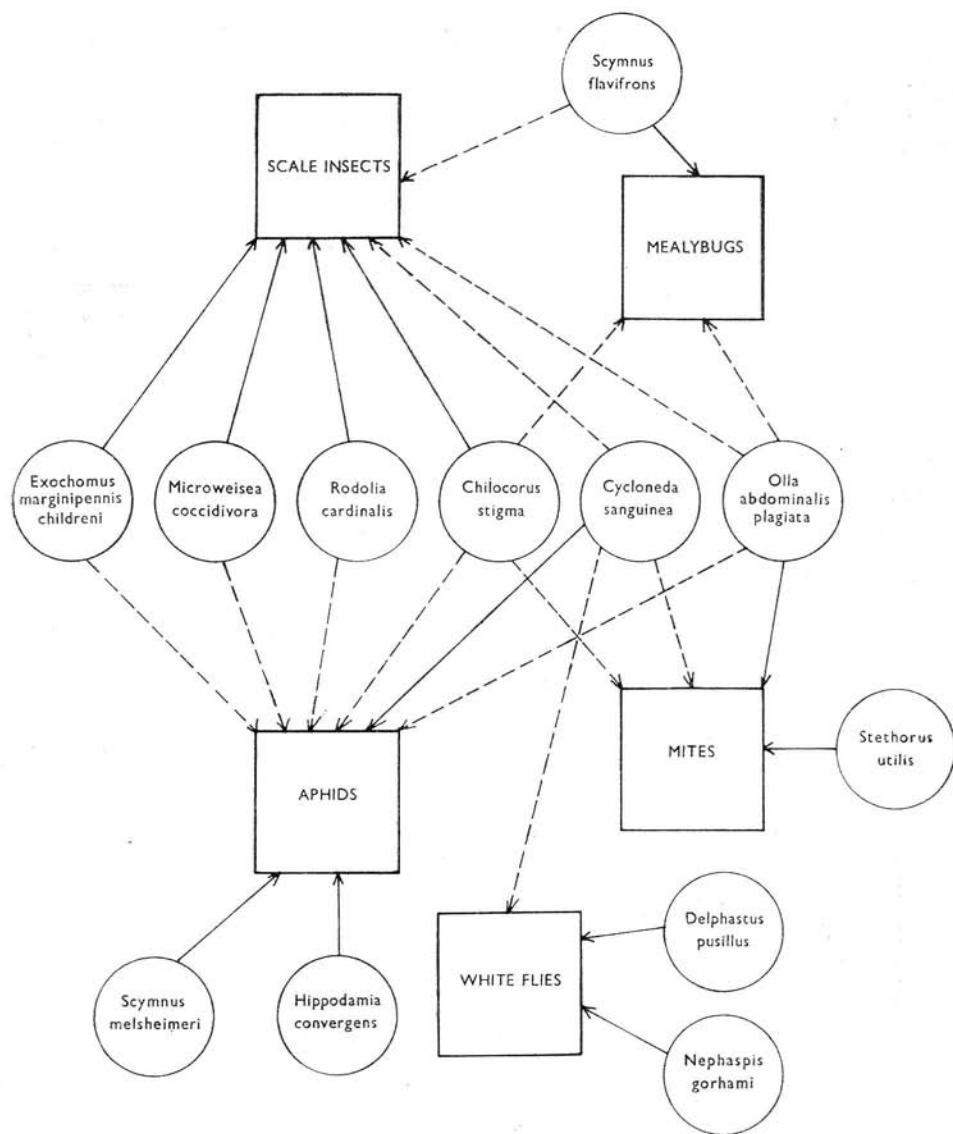 Scymnus
flavifrons
SCALE INSECTS
MEALYBUGS
Exochomus
marginipennis
childreni
Microweisea
coccidivora
Rodolia
cardinalis
Chilocorus
stigma
Cycloneda
sanguinea
Olla
abdominalis
plagiata
Stethorus
utilis
MITES
APHIDS
Delphastus
pusillus
WHITE FLIES
Scymnus
melsheimeri
Hippodamia
convergens
Nephaspis
gorhami